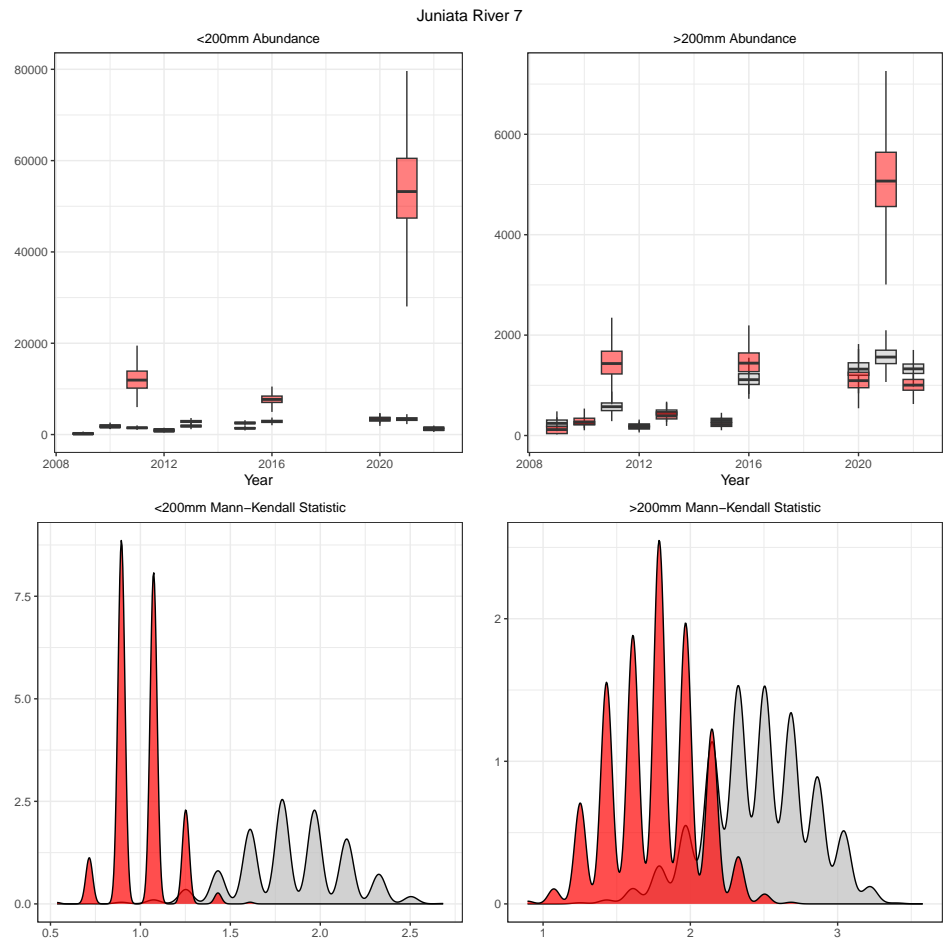 Juniata River 7
<200mm Abundance
>200mm Abundance
80000
60000
40000
20000
0
6000
4000
2000
0
2008 2012 2016 2020
2008 2012 2016 2020
Year
Year
<200mm Mann−Kendall Statistic
>200mm Mann−Kendall Statistic
7.5
5.0
2.5
0.0
2
1
0
0.5 1.0 1.5 2.0 2.5
1 2 3